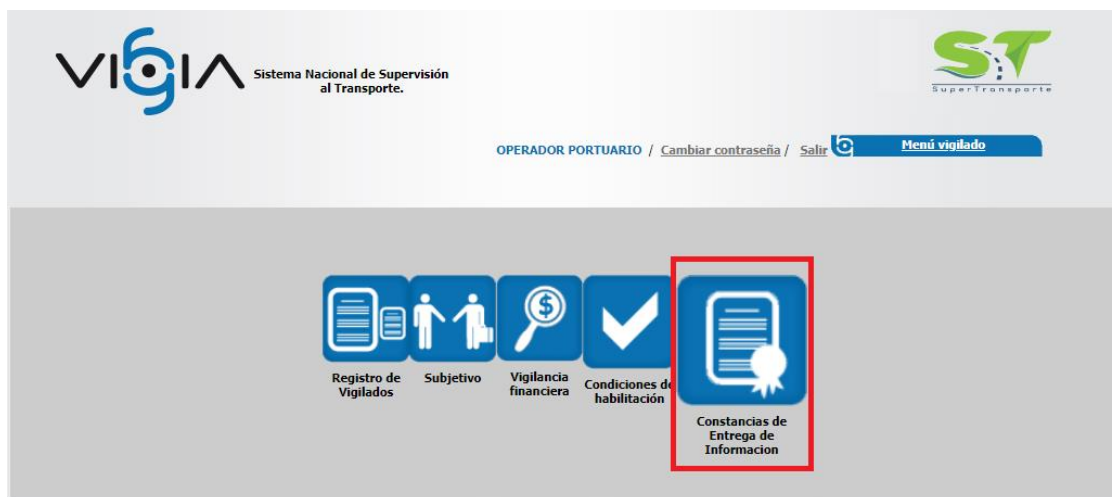 VIGIA
Sistema Nacional de Supervisión
al Transporte.
ST
SuperTransporte
OPERADOR PORTUARIO / Cambiar contraseña / Salir
Menú vigilado
Registro de
Vigilados
Subjetivo
Vigilancia
financiera
Condiciones de
habilitación
Constancias de
Entrega de
Informacion